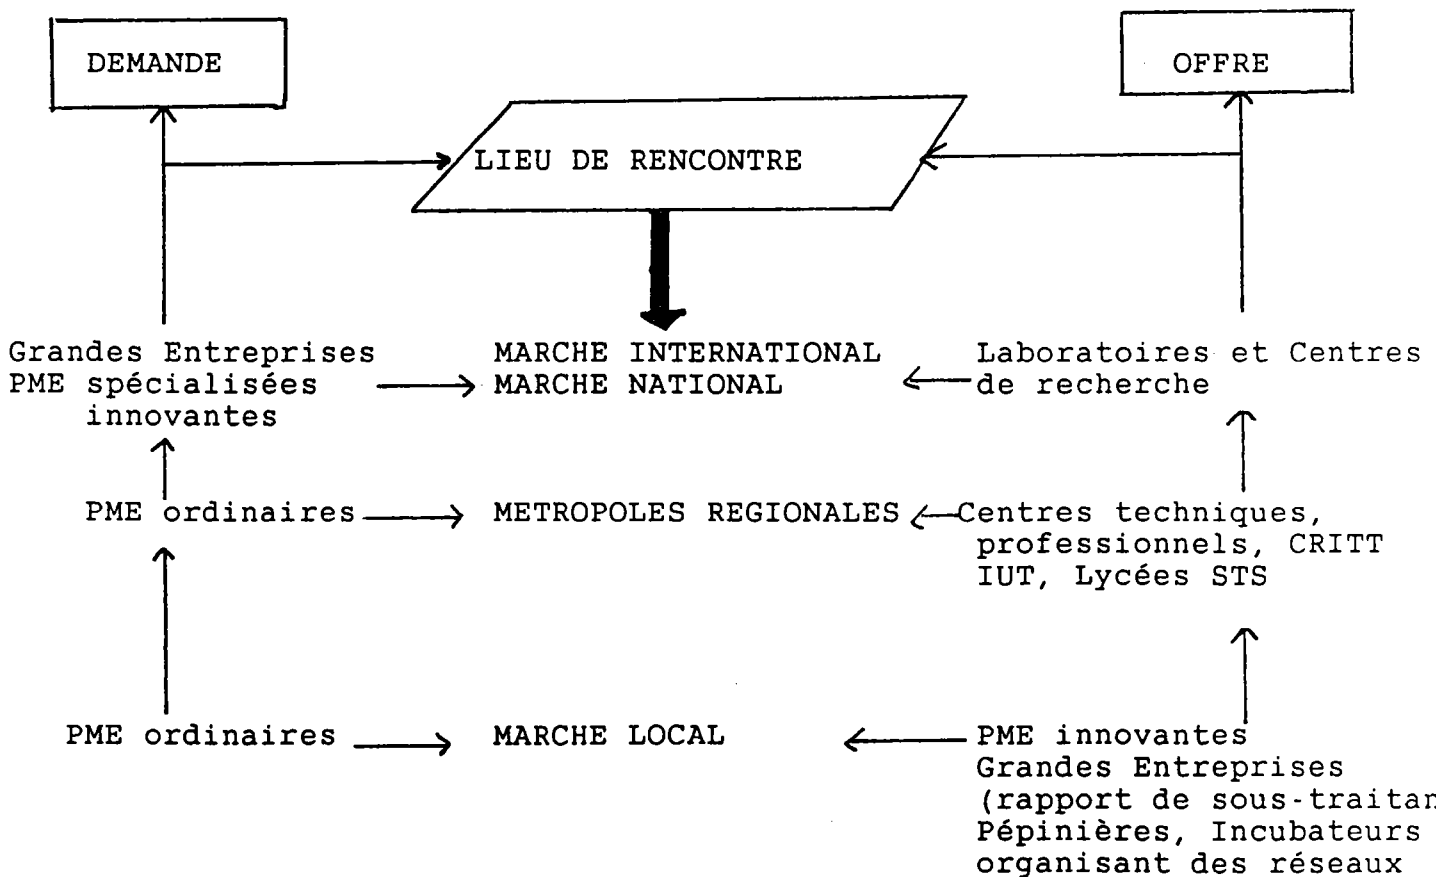 DEMANDE
OFFRE
LIEU DE RENCONTRE
Grandes Entreprises
PME spécialisées
innovantes
MARCHE INTERNATIONAL
MARCHE NATIONAL
Laboratoires et Centres
de recherche
PME ordinaires
METROPOLES REGIONALES
Centres techniques,
professionnels, CRITT
IUT, Lycées STS
PME ordinaires
MARCHE LOCAL
PME innovantes
Grandes Entreprises
(rapport de sous-traitan
Pépinières, Incubateurs
organisant des réseaux